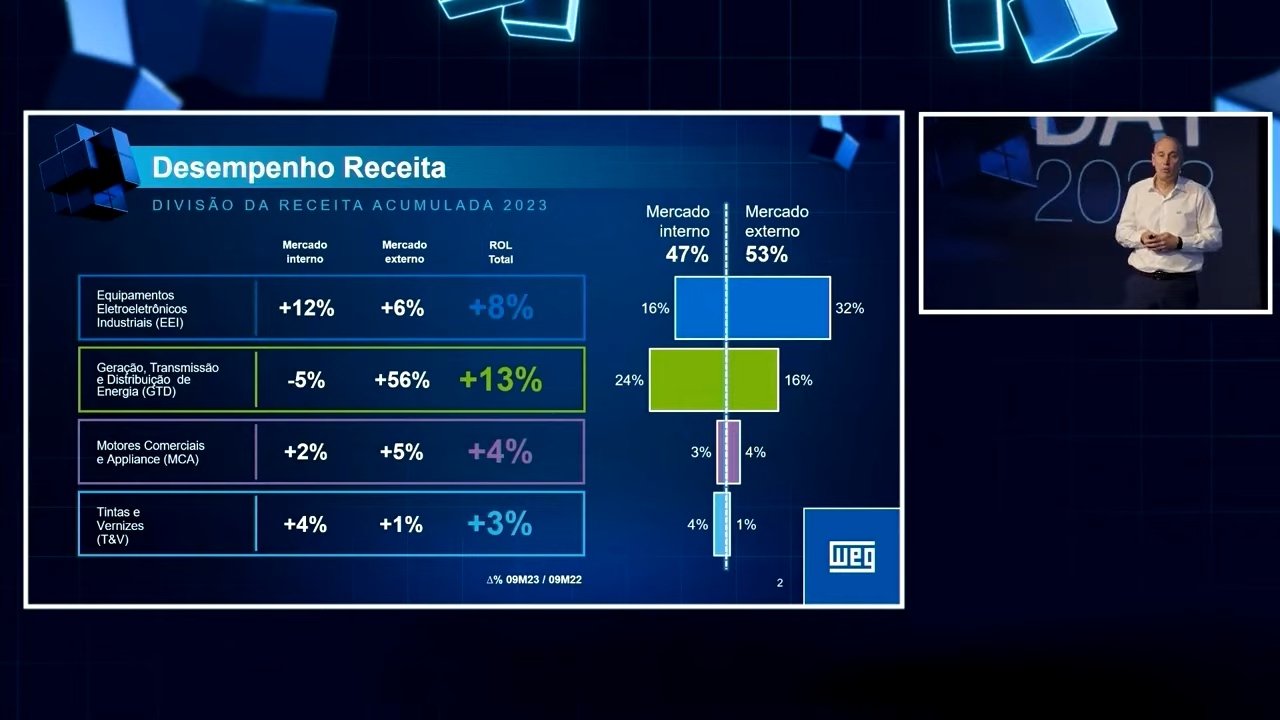 Desempenho Receita
DIVISÃO DA RECEITA ACUMULADA 2023
Mercado
interno
Mercado
externo
ROL
Total
Equipamentos
Eletroeletrônicos
Industriais (EEI)
+12%
+6%
+8%
Geração, Transmissão
e Distribuição de
Energia (GTD)
-5%
+56%
+13%
Motores Comerciais
e Appliance (MCA)
+2%
+5%
+4%
Tintas e
Vernizes
(T&V)
+4%
+1%
+3%
Δ% 09M23 / 09M22
Mercado
interno
47%
Mercado
externo
53%
16%
32%
24%
16%
3%
4%
4%
1%
2
weg
DAY